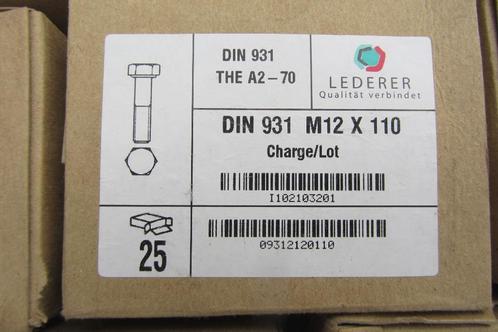 DIN 931
THE A2-70
LEDERER
Qualität verbindet
DIN 931 M12 X 110
Charge/Lot
I102103201
25
09312120110